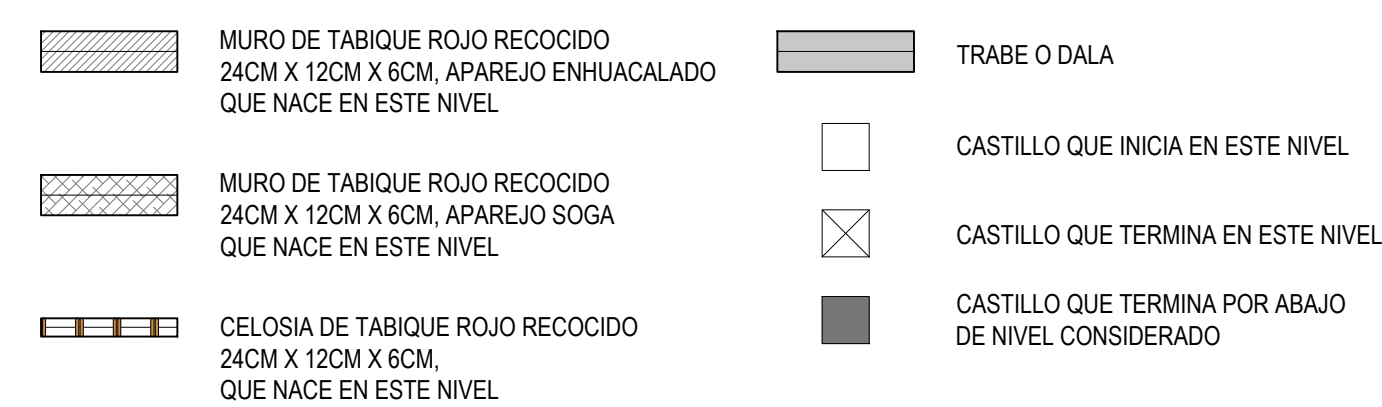 MURO DE TABIQUE ROJO RECOCIDO
24CM X 12CM X 6CM, APAREJO ENHUACALADO
QUE NACE EN ESTE NIVEL
MURO DE TABIQUE ROJO RECOCIDO
24CM X 12CM X 6CM, APAREJO SOGA
QUE NACE EN ESTE NIVEL
CELOSIA DE TABIQUE ROJO RECOCIDO
24CM X 12CM X 6CM,
QUE NACE EN ESTE NIVEL
TRABE O DALA
CASTILLO QUE INICIA EN ESTE NIVEL
CASTILLO QUE TERMINA EN ESTE NIVEL
CASTILLO QUE TERMINA POR ABAJO
DE NIVEL CONSIDERADO